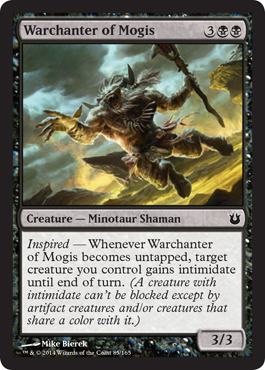 Warchanter of Mogis 3
Creature — Minotaur Shaman
Inspired — Whenever Warchanter
of Mogis becomes untapped, target
creature you control gains intimidate
until end of turn. (A creature with
intimidate can't be blocked except by
artifact creatures and/or creatures that
share a color with it.)
Mike Bierek
™ & © 2014 Wizards of the Coast 85/165
3/3